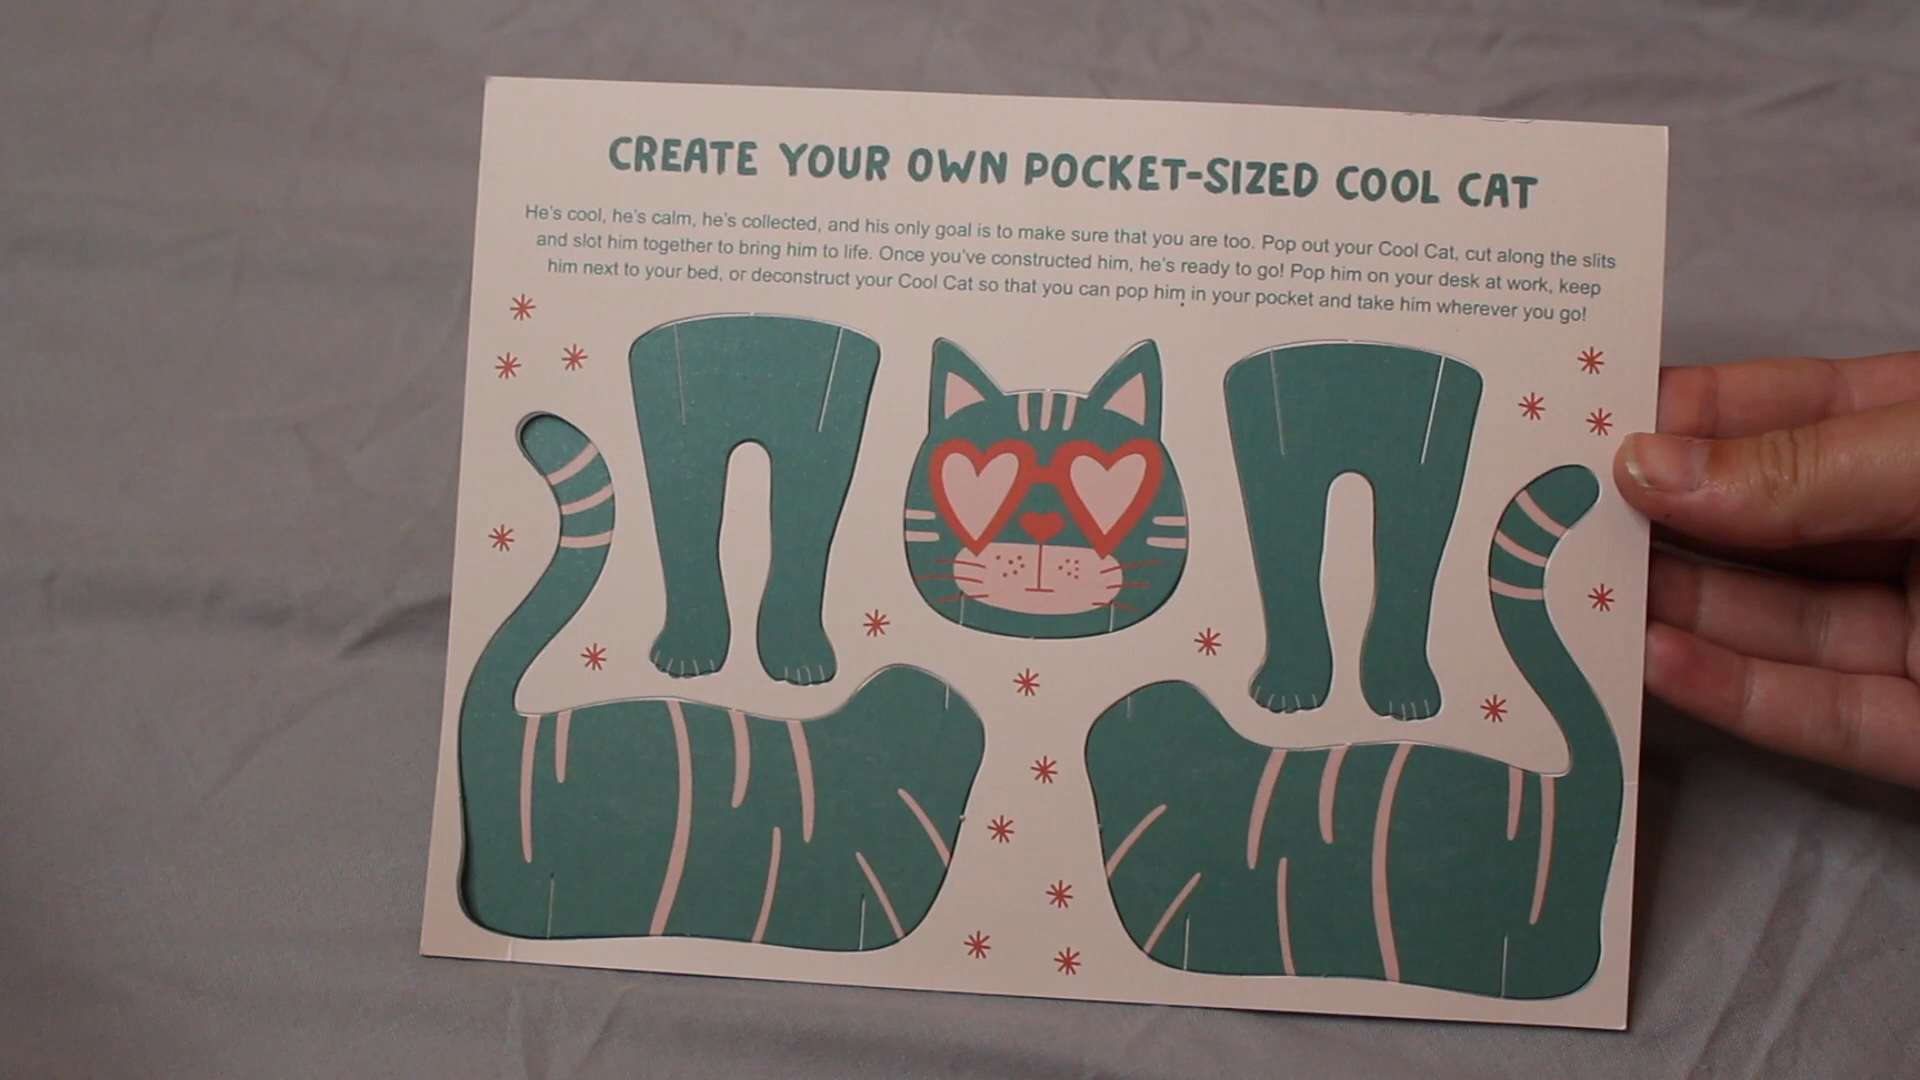 CREATE YOUR OWN POCKET-SIZED COOL CAT
He's cool, he's calm, he's collected, and his only goal is to make sure that you are too. Pop out your Cool Cat, cut along the slits
and slot him together to bring him to life. Once you've constructed him, he's ready to go! Pop him on your desk at work, keep
him next to your bed, or deconstruct your Cool Cat so that you can pop him in your pocket and take him wherever you go!